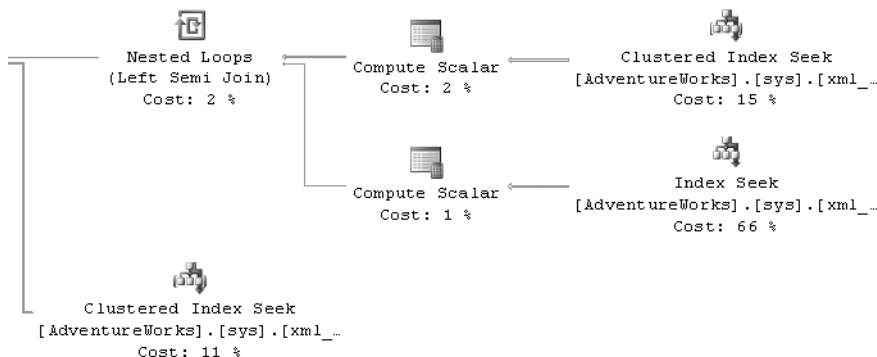 Nested Loops
(Left Semi Join)
Cost: 2 %
Compute Scalar
Cost: 2 %
Clustered Index Seek
[AdventureWorks].[sys].[xml_…
Cost: 15 %
Compute Scalar
Cost: 1 %
Index Seek
[AdventureWorks].[sys].[xml_…
Cost: 66 %
Clustered Index Seek
[AdventureWorks].[sys].[xml_…
Cost: 11 %